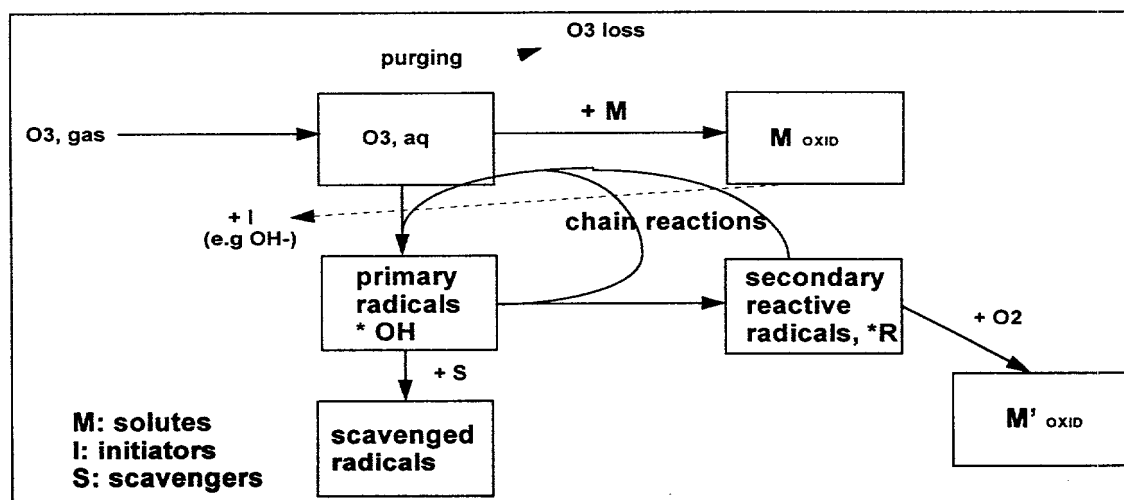 O3 loss
purging
O3, gas
O3, aq
+ M
M OXID
+ I
(e.g OH-)
chain reactions
primary
radicals
* OH
secondary
reactive
radicals, *R
+ O2
+ S
M' OXID
scavenged
radicals
M: solutes
I: initiators
S: scavengers